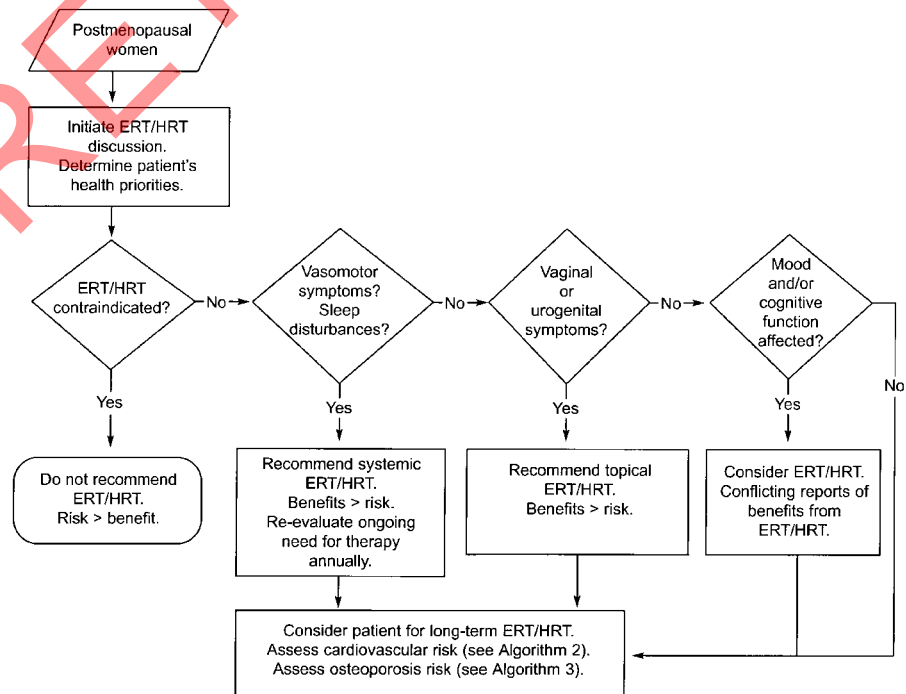 Postmenopausal
women
Initiate ERT/HRT
discussion.
Determine patient's
health priorities.
ERT/HRT
contraindicated?
No
Vasomotor
symptoms?
Sleep
disturbances?
No
Vaginal
or
urogenital
symptoms?
No
Mood
and/or
cognitive
function
affected?
No
Yes
Yes
Yes
Yes
Do not recommend
ERT/HRT.
Risk > benefit.
Recommend systemic
ERT/HRT.
Benefits > risk.
Re-evaluate ongoing
need for therapy
annually.
Recommend topical
ERT/HRT.
Benefits > risk.
Consider ERT/HRT.
Conflicting reports of
benefits from
ERT/HRT.
Consider patient for long-term ERT/HRT.
Assess cardiovascular risk (see Algorithm 2).
Assess osteoporosis risk (see Algorithm 3).